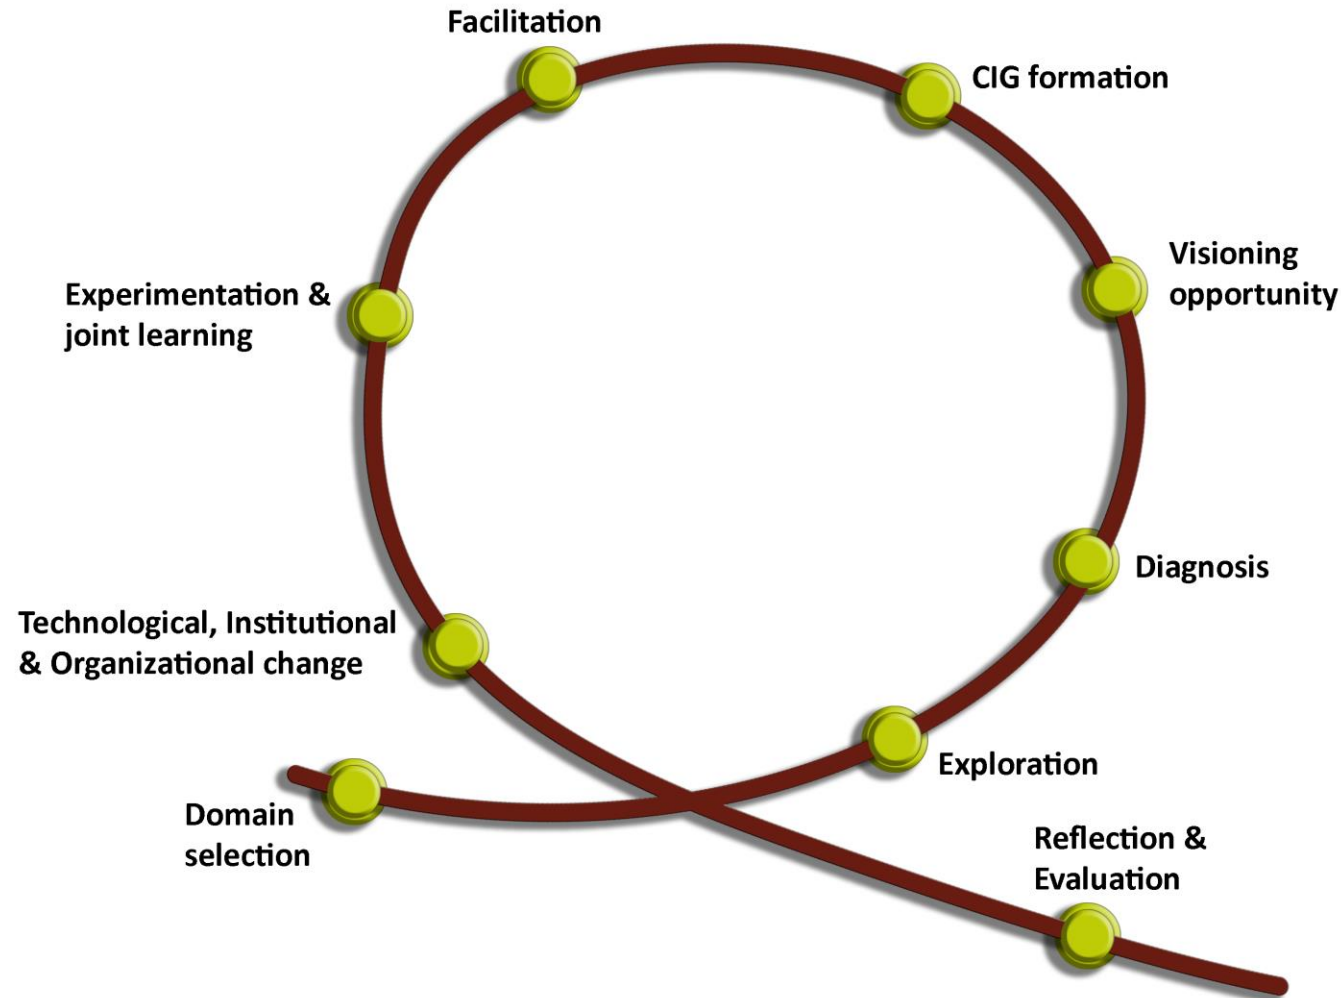 Facilitation
CIG formation
Visioning
opportunity
Experimentation &
joint learning
Diagnosis
Technological, Institutional
& Organizational change
Exploration
Domain
selection
Reflection &
Evaluation